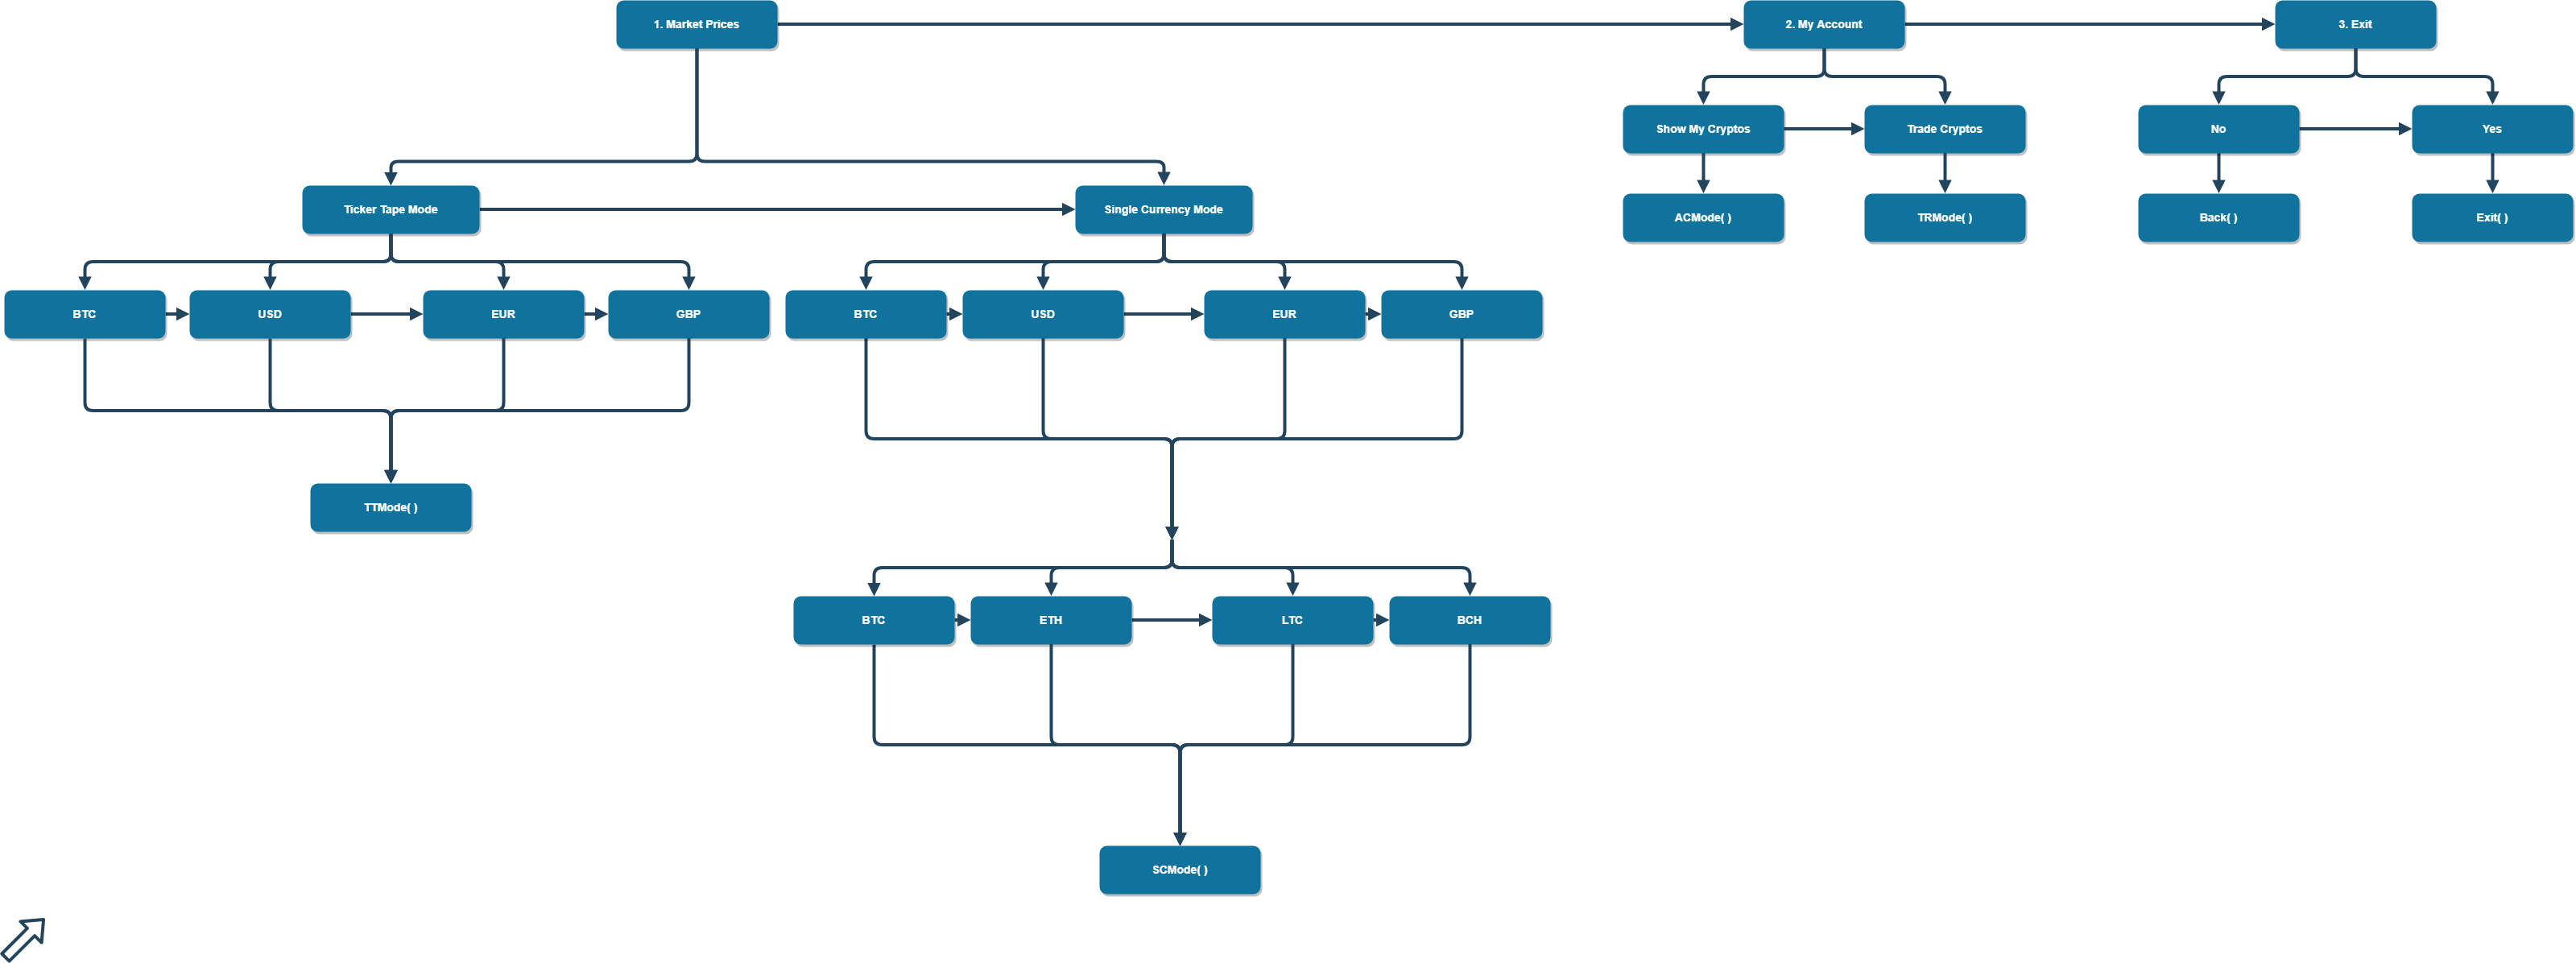 1. Market Prices
2. My Account
3. Exit
Show My Cryptos
Trade Cryptos
No
Yes
Ticker Tape Mode
Single Currency Mode
ACMode( )
TRMode( )
Back( )
Exit( )
BTC
USD
EUR
GBP
BTC
USD
EUR
GBP
TTMode( )
BTC
ETH
LTC
BCH
SCMode( )